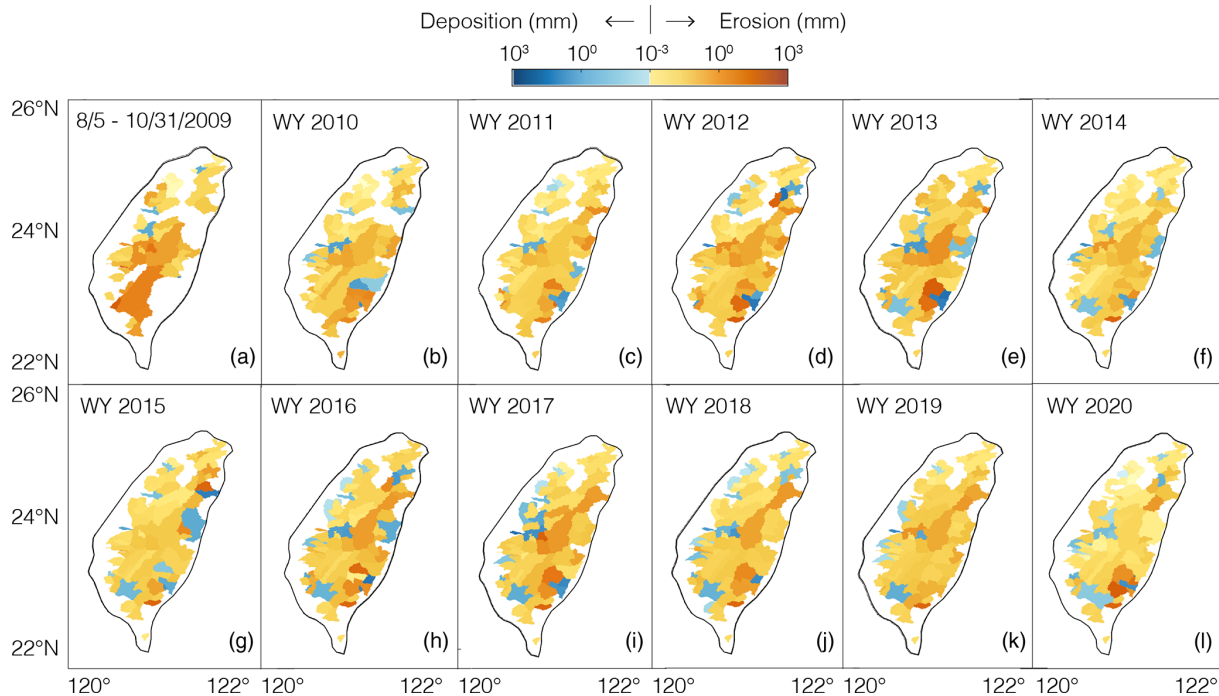 Deposition (mm) ← | → Erosion (mm)
10³ 10⁰ 10⁻³ 10⁰ 10³
26°N
8/5 - 10/31/2009 WY 2010 WY 2011 WY 2012 WY 2013 WY 2014
24°N
22°N
(a) (b) (c) (d) (e) (f)
26°N
WY 2015 WY 2016 WY 2017 WY 2018 WY 2019 WY 2020
24°N
22°N
(g) (h) (i) (j) (k) (l)
120° 122° 120° 122° 120° 122° 120° 122° 120° 122° 120° 122°